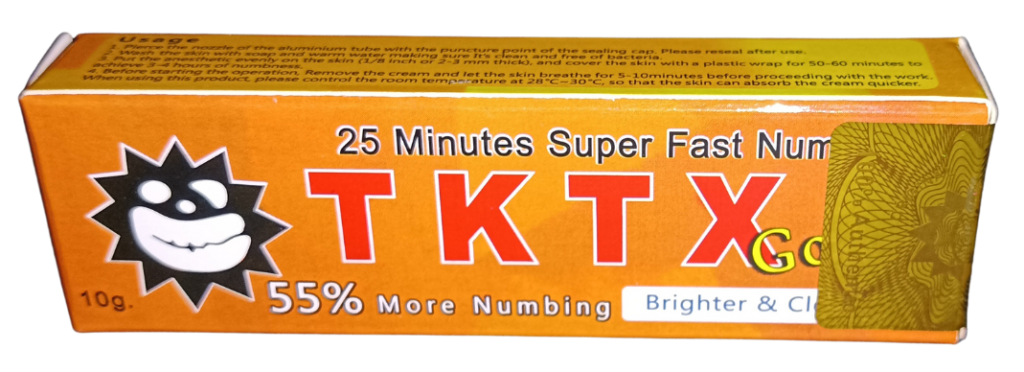 Usage
1. Pierce the nozzle of the aluminium tube with the puncture point of the sealing cap. Please reseal after use.
2. Wash the skin with soap and warm water making sure it's clean and free of bacteria.
3. Put the anesthetic evenly on the skin (1/8 inch or 2-3 mm thick), and cover the skin with a plastic wrap for 50-60 minutes to
achieve 3-4 hours of numbness.
4. Before starting the operation, Remove the cream and let the skin breathe for 5-10minutes before proceeding with the work.
When using this cream, please control the room temperature at 28°C~30°C, so that the skin can absorb the cream quicker.
25 Minutes Super Fast Num
TKTX
Go
10g.
55% More Numbing
Brighter & Cl